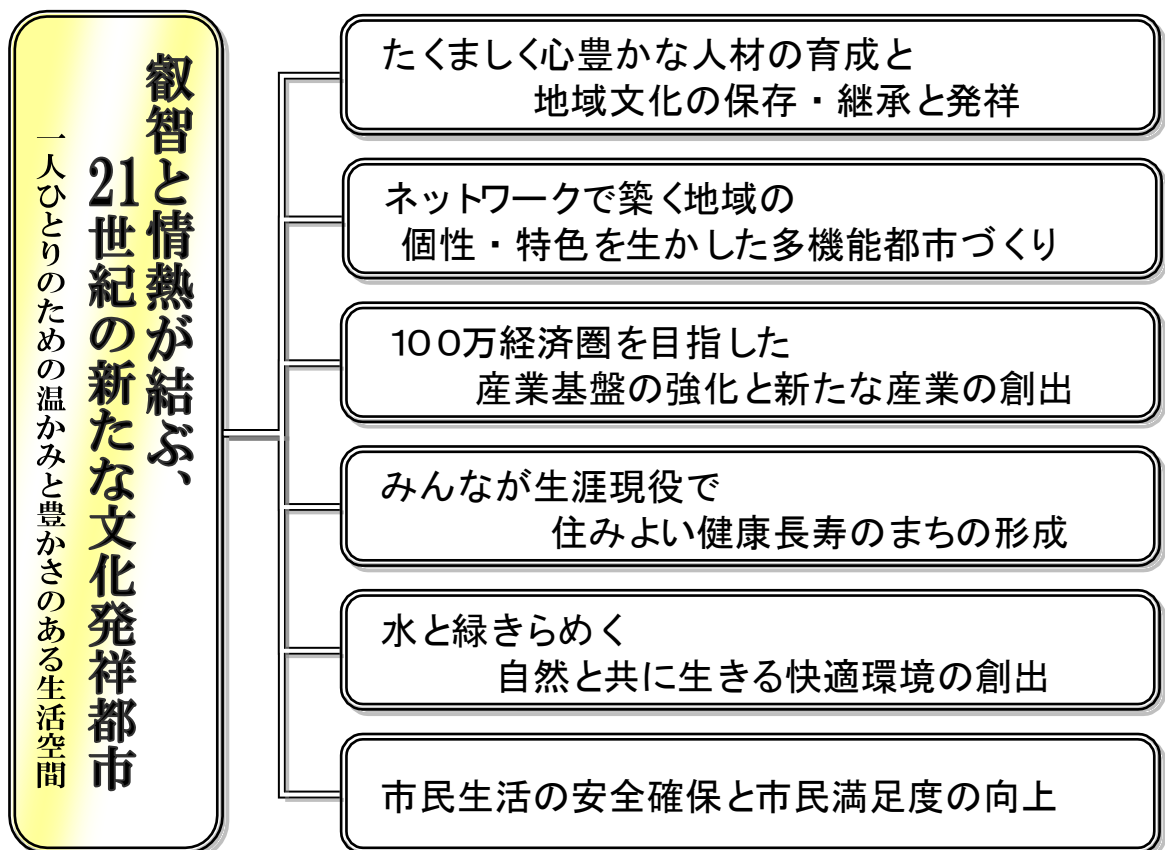 叡智と情熱が結ぶ、
21世紀の新たな文化発祥都市
一人ひとりのための温かみと豊かさのある生活空間
たくましく心豊かな人材の育成と
地域文化の保存・継承と発祥
ネットワークで築く地域の
個性・特色を生かした多機能都市づくり
100万経済圏を目指した
産業基盤の強化と新たな産業の創出
みんなが生涯現役で
住みよい健康長寿のまちの形成
水と緑きらめく
自然と共に生きる快適環境の創出
市民生活の安全確保と市民満足度の向上